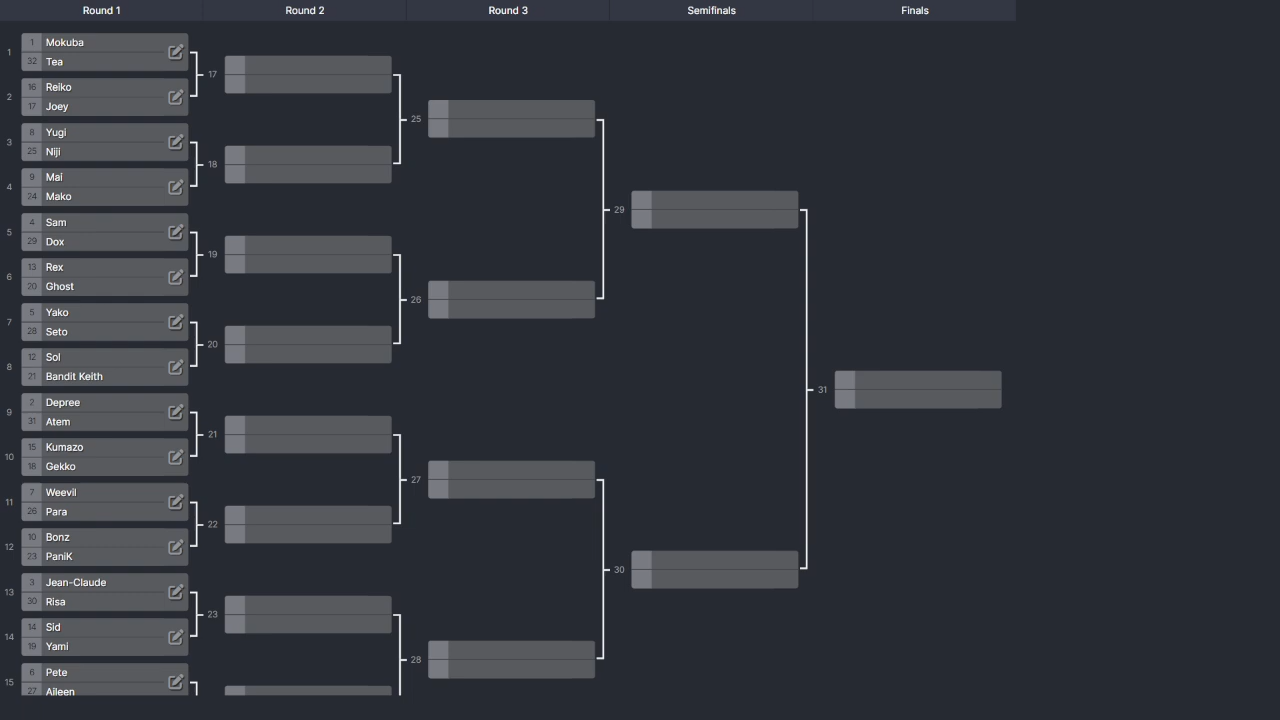 Round 1
Round 2
Round 3
Semifinals
Finals
1
1 Mokuba
32 Tea
2
16 Reiko
17 Joey
3
8 Yugi
25 Niji
4
9 Mai
24 Mako
5
4 Sam
29 Dox
6
13 Rex
20 Ghost
7
5 Yako
28 Seto
8
12 Sol
21 Bandit Keith
9
2 Depree
31 Atem
10
15 Kumazo
18 Gekko
11
7 Weevil
26 Para
12
10 Bonz
23 PaniK
13
3 Jean-Claude
30 Risa
14
14 Sid
19 Yami
15
6 Pete
27 Aileen
17
18
19
20
21
22
23
25
26
27
28
29
30
31